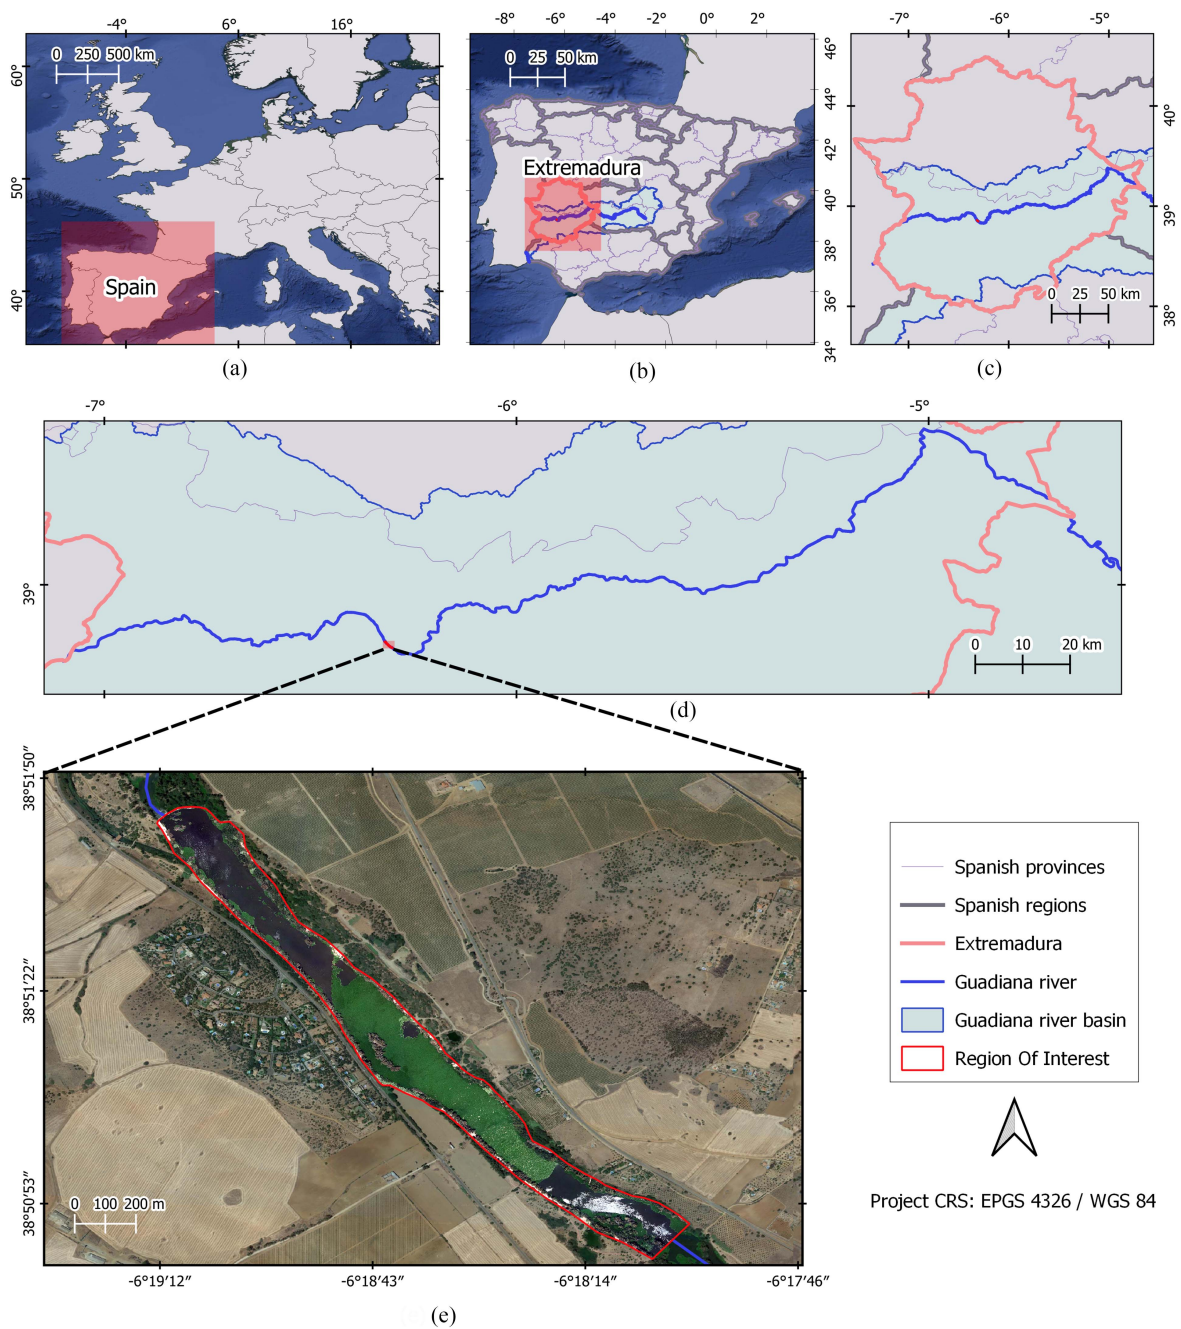 -4° 6° 16°
0 250 500 km
60°
50°
40°
Spain
(a)
-8° -6° -4° -2° 0° 2°
0 25 50 km
46°
44°
42°
40°
38°
36°
34°
Extremadura
(b)
-7° -6° -5°
40°
39°
38°
0 25 50 km
(c)
-7° -6° -5°
39°
0 10 20 km
(d)
38°51′50″
38°51′22″
38°50′53″
0 100 200 m
-6°19′12″ -6°18′43″ -6°18′14″ -6°17′46″
(e)
Spanish provinces
Spanish regions
Extremadura
Guadiana river
Guadiana river basin
Region Of Interest
Project CRS: EPGS 4326 / WGS 84